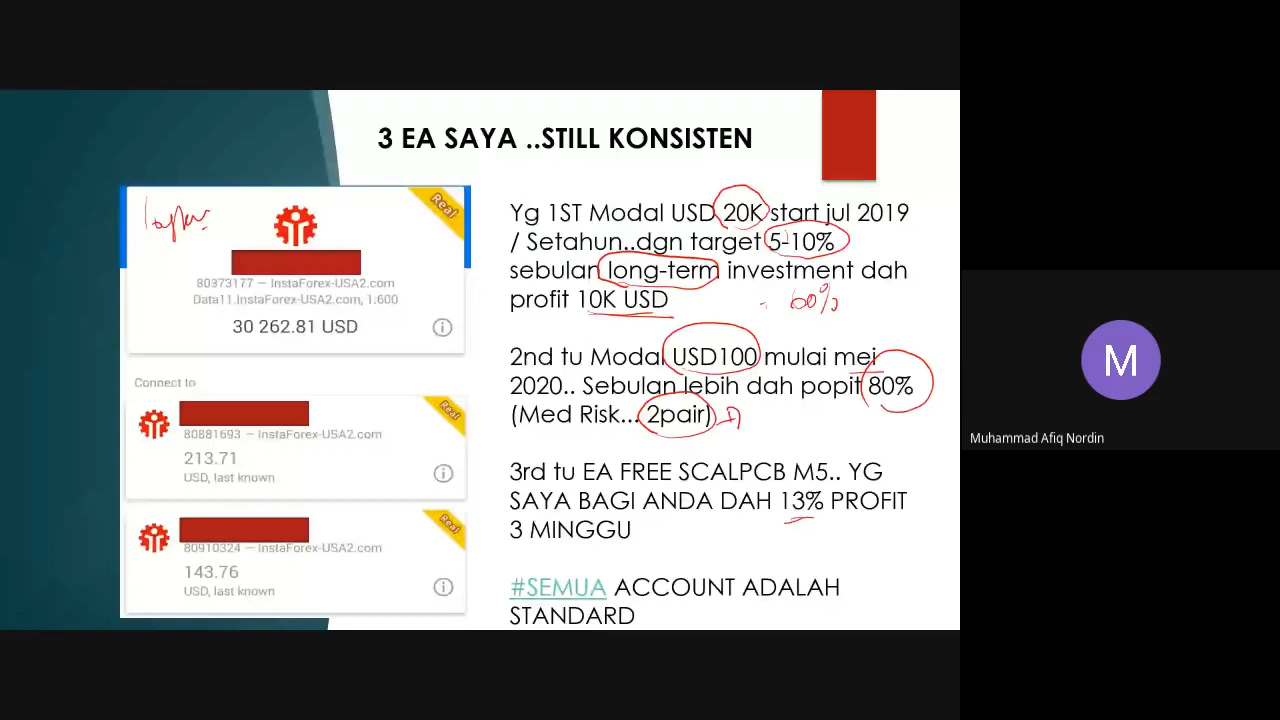 3 EA SAYA ..STILL KONSISTEN
Real
80373177 — InstaForex-USA2.com
Data11.InstaForex-USA2.com, 1:600
30 262.81 USD
Connect to
Real
80881693 — InstaForex-USA2.com
213.71
USD, last known
Real
80910324 — InstaForex-USA2.com
143.76
USD, last known
Yg 1ST Modal USD 20K start jul 2019
/ Setahun..dgn target 5-10%
sebulan long-term investment dah
profit 10K USD
60%
2nd tu Modal USD100 mulai mei
2020.. Sebulan lebih dah popit 80%
(Med Risk... 2pair)
3rd tu EA FREE SCALPCB M5.. YG
SAYA BAGI ANDA DAH 13% PROFIT
3 MINGGU
#SEMUA ACCOUNT ADALAH
STANDARD
M
Muhammad Afiq Nordin